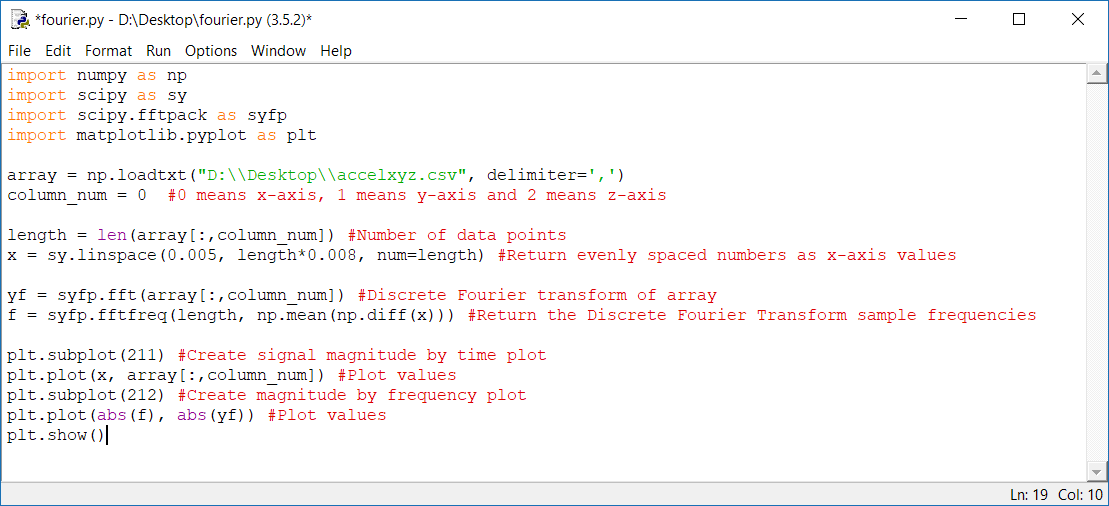 *fourier.py - D:\Desktop\fourier.py (3.5.2)*
File Edit Format Run Options Window Help
import numpy as np
import scipy as sy
import scipy.fftpack as syfp
import matplotlib.pyplot as plt

array = np.loadtxt("D:\\Desktop\\accelxyz.csv", delimiter=',')
column_num = 0  #0 means x-axis, 1 means y-axis and 2 means z-axis

length = len(array[:,column_num]) #Number of data points
x = sy.linspace(0.005, length*0.008, num=length) #Return evenly spaced numbers as x-axis values

yf = syfp.fft(array[:,column_num]) #Discrete Fourier transform of array
f = syfp.fftfreq(length, np.mean(np.diff(x))) #Return the Discrete Fourier Transform sample frequencies

plt.subplot(211) #Create signal magnitude by time plot
plt.plot(x, array[:,column_num]) #Plot values
plt.subplot(212) #Create magnitude by frequency plot
plt.plot(abs(f), abs(yf)) #Plot values
plt.show()
Ln: 19 Col: 10